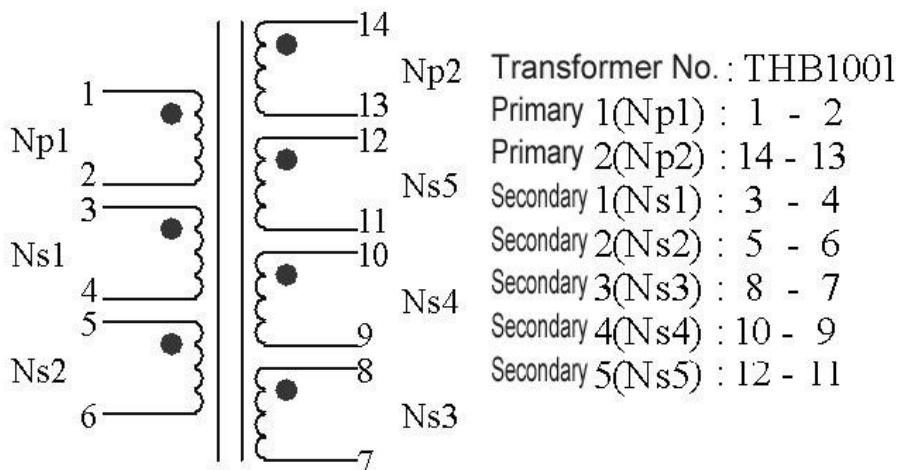 1
Np1
2
3
Ns1
4
5
Ns2
6
14
Np2
13
12
Ns5
11
10
Ns4
9
8
Ns3
7
Transformer No. : THB1001
Primary 1(Np1) : 1 - 2
Primary 2(Np2) : 14 - 13
Secondary 1(Ns1) : 3 - 4
Secondary 2(Ns2) : 5 - 6
Secondary 3(Ns3) : 8 - 7
Secondary 4(Ns4) : 10 - 9
Secondary 5(Ns5) : 12 - 11